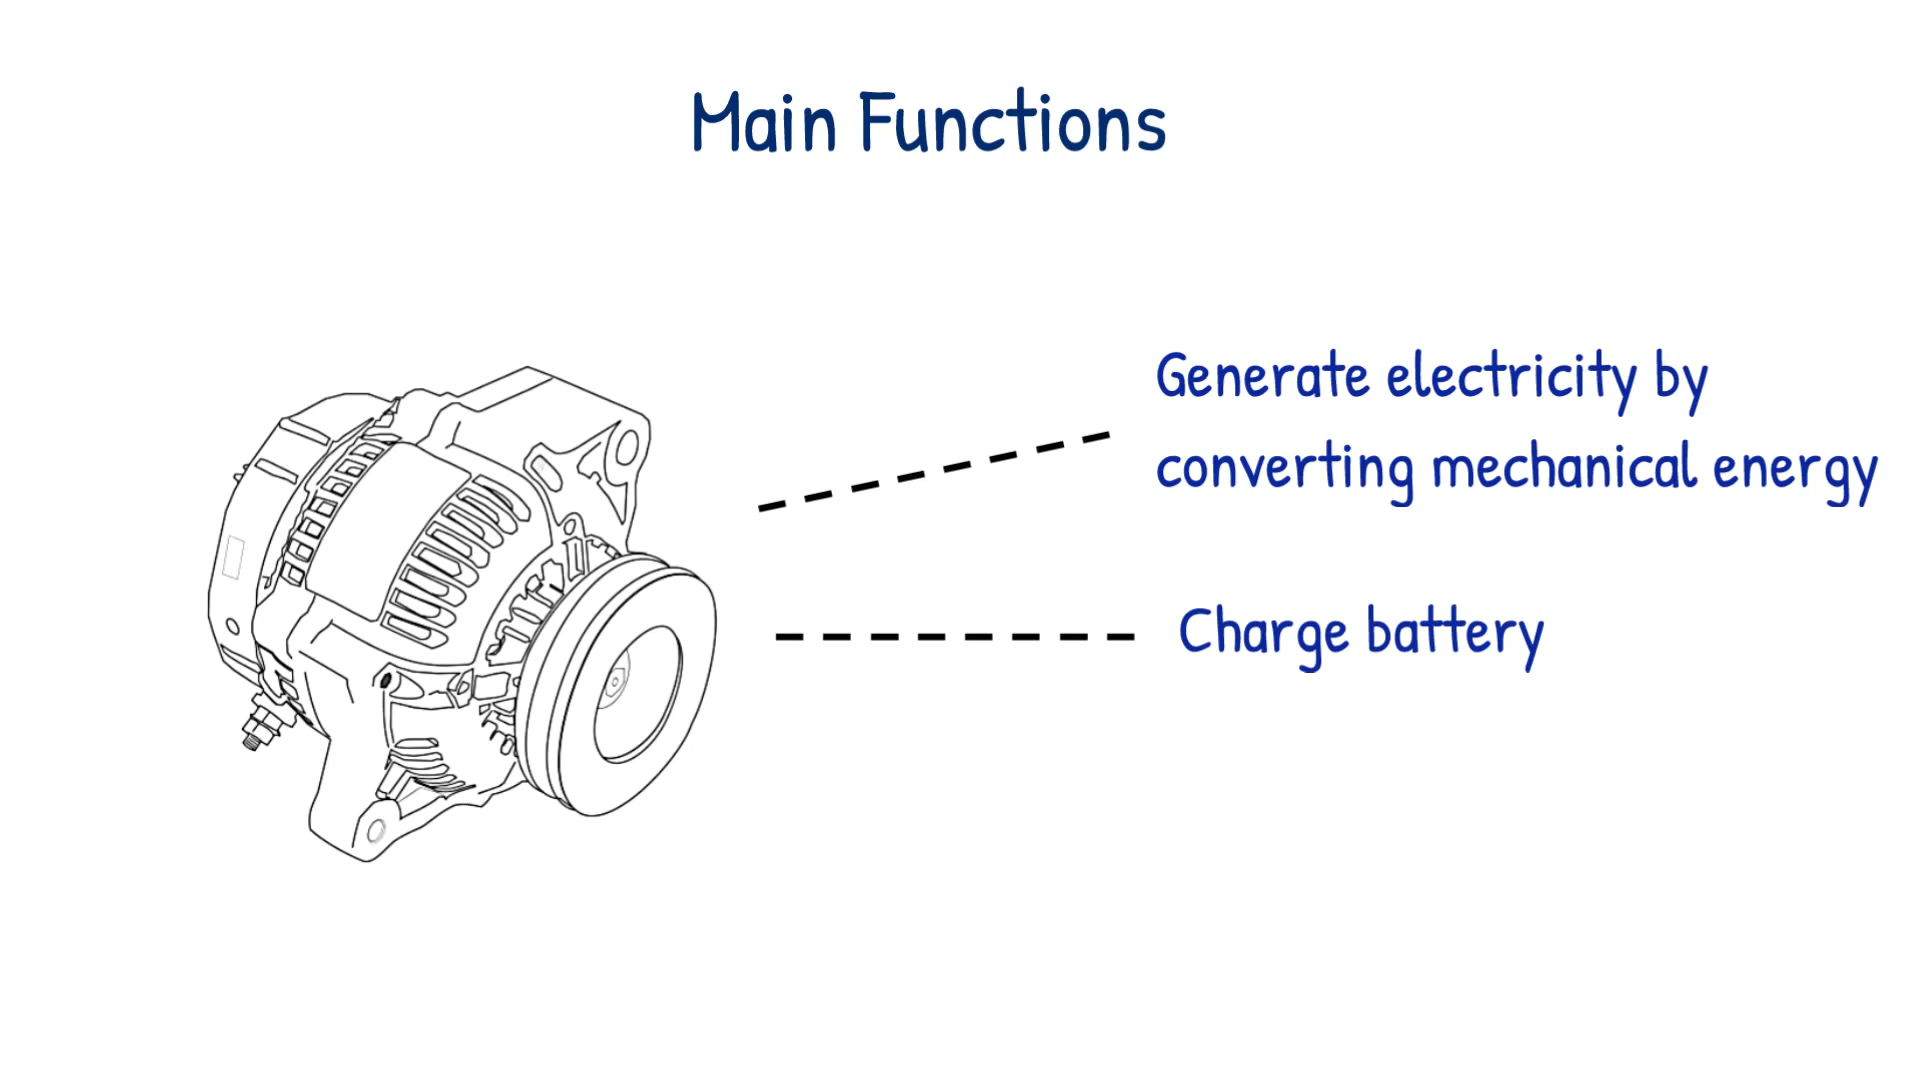 Main Functions
Generate electricity by
converting mechanical energy
Charge battery